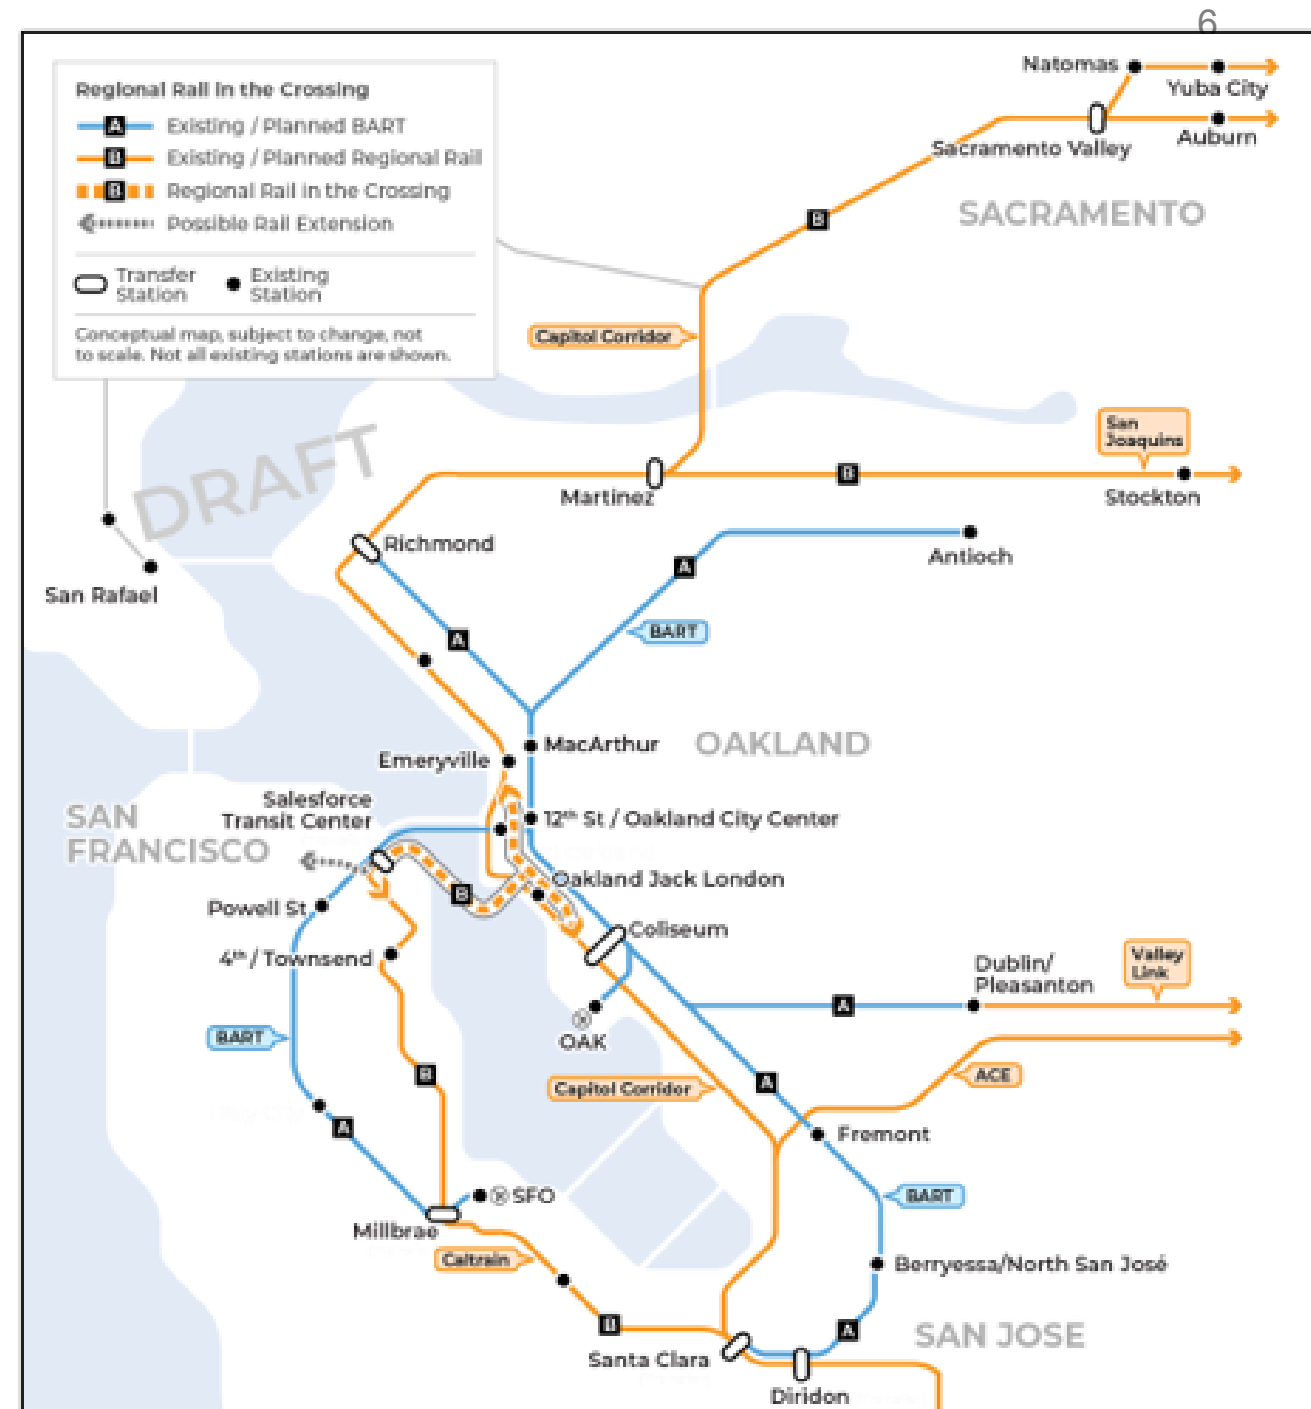 6
Regional Rail in the Crossing
A Existing / Planned BART
B Existing / Planned Regional Rail
B Regional Rail in the Crossing
Possible Rail Extension
Transfer
Station
Existing
Station
Conceptual map, subject to change, not
to scale. Not all existing stations are shown.
Natomas
Yuba City
Sacramento Valley
Auburn
SACRAMENTO
B
Capitol Corridor
DRAFT
San
Joaquins
Martinez
B
Stockton
Richmond
Antioch
A
San Rafael
A
BART
MacArthur
OAKLAND
Emeryville
SAN
FRANCISCO
Salesforce
Transit Center
12th St / Oakland City Center
Oakland Jack London
B
Powell St
Coliseum
4th / Townsend
Dublin/
Pleasanton
Valley
Link
A
OAK
BART
B
Capitol Corridor
A
ACE
A
Fremont
SFO
BART
Millbrae
Caltrain
Berryessa/North San José
B
A
SAN JOSE
Santa Clara
Diridon